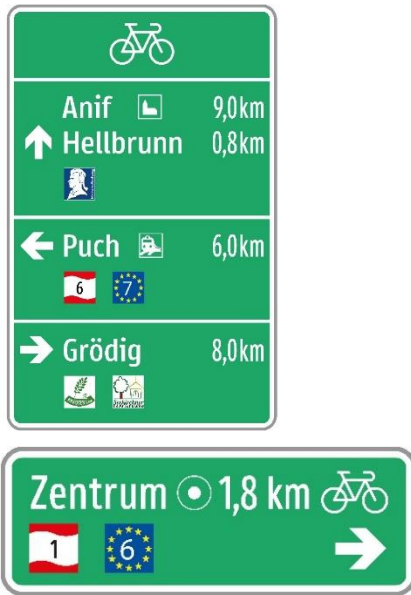 Anif 9,0km
Hellbrunn 0,8km
Puch 6,0km
6 7
Grödig 8,0km
Zentrum 1,8 km
1 6